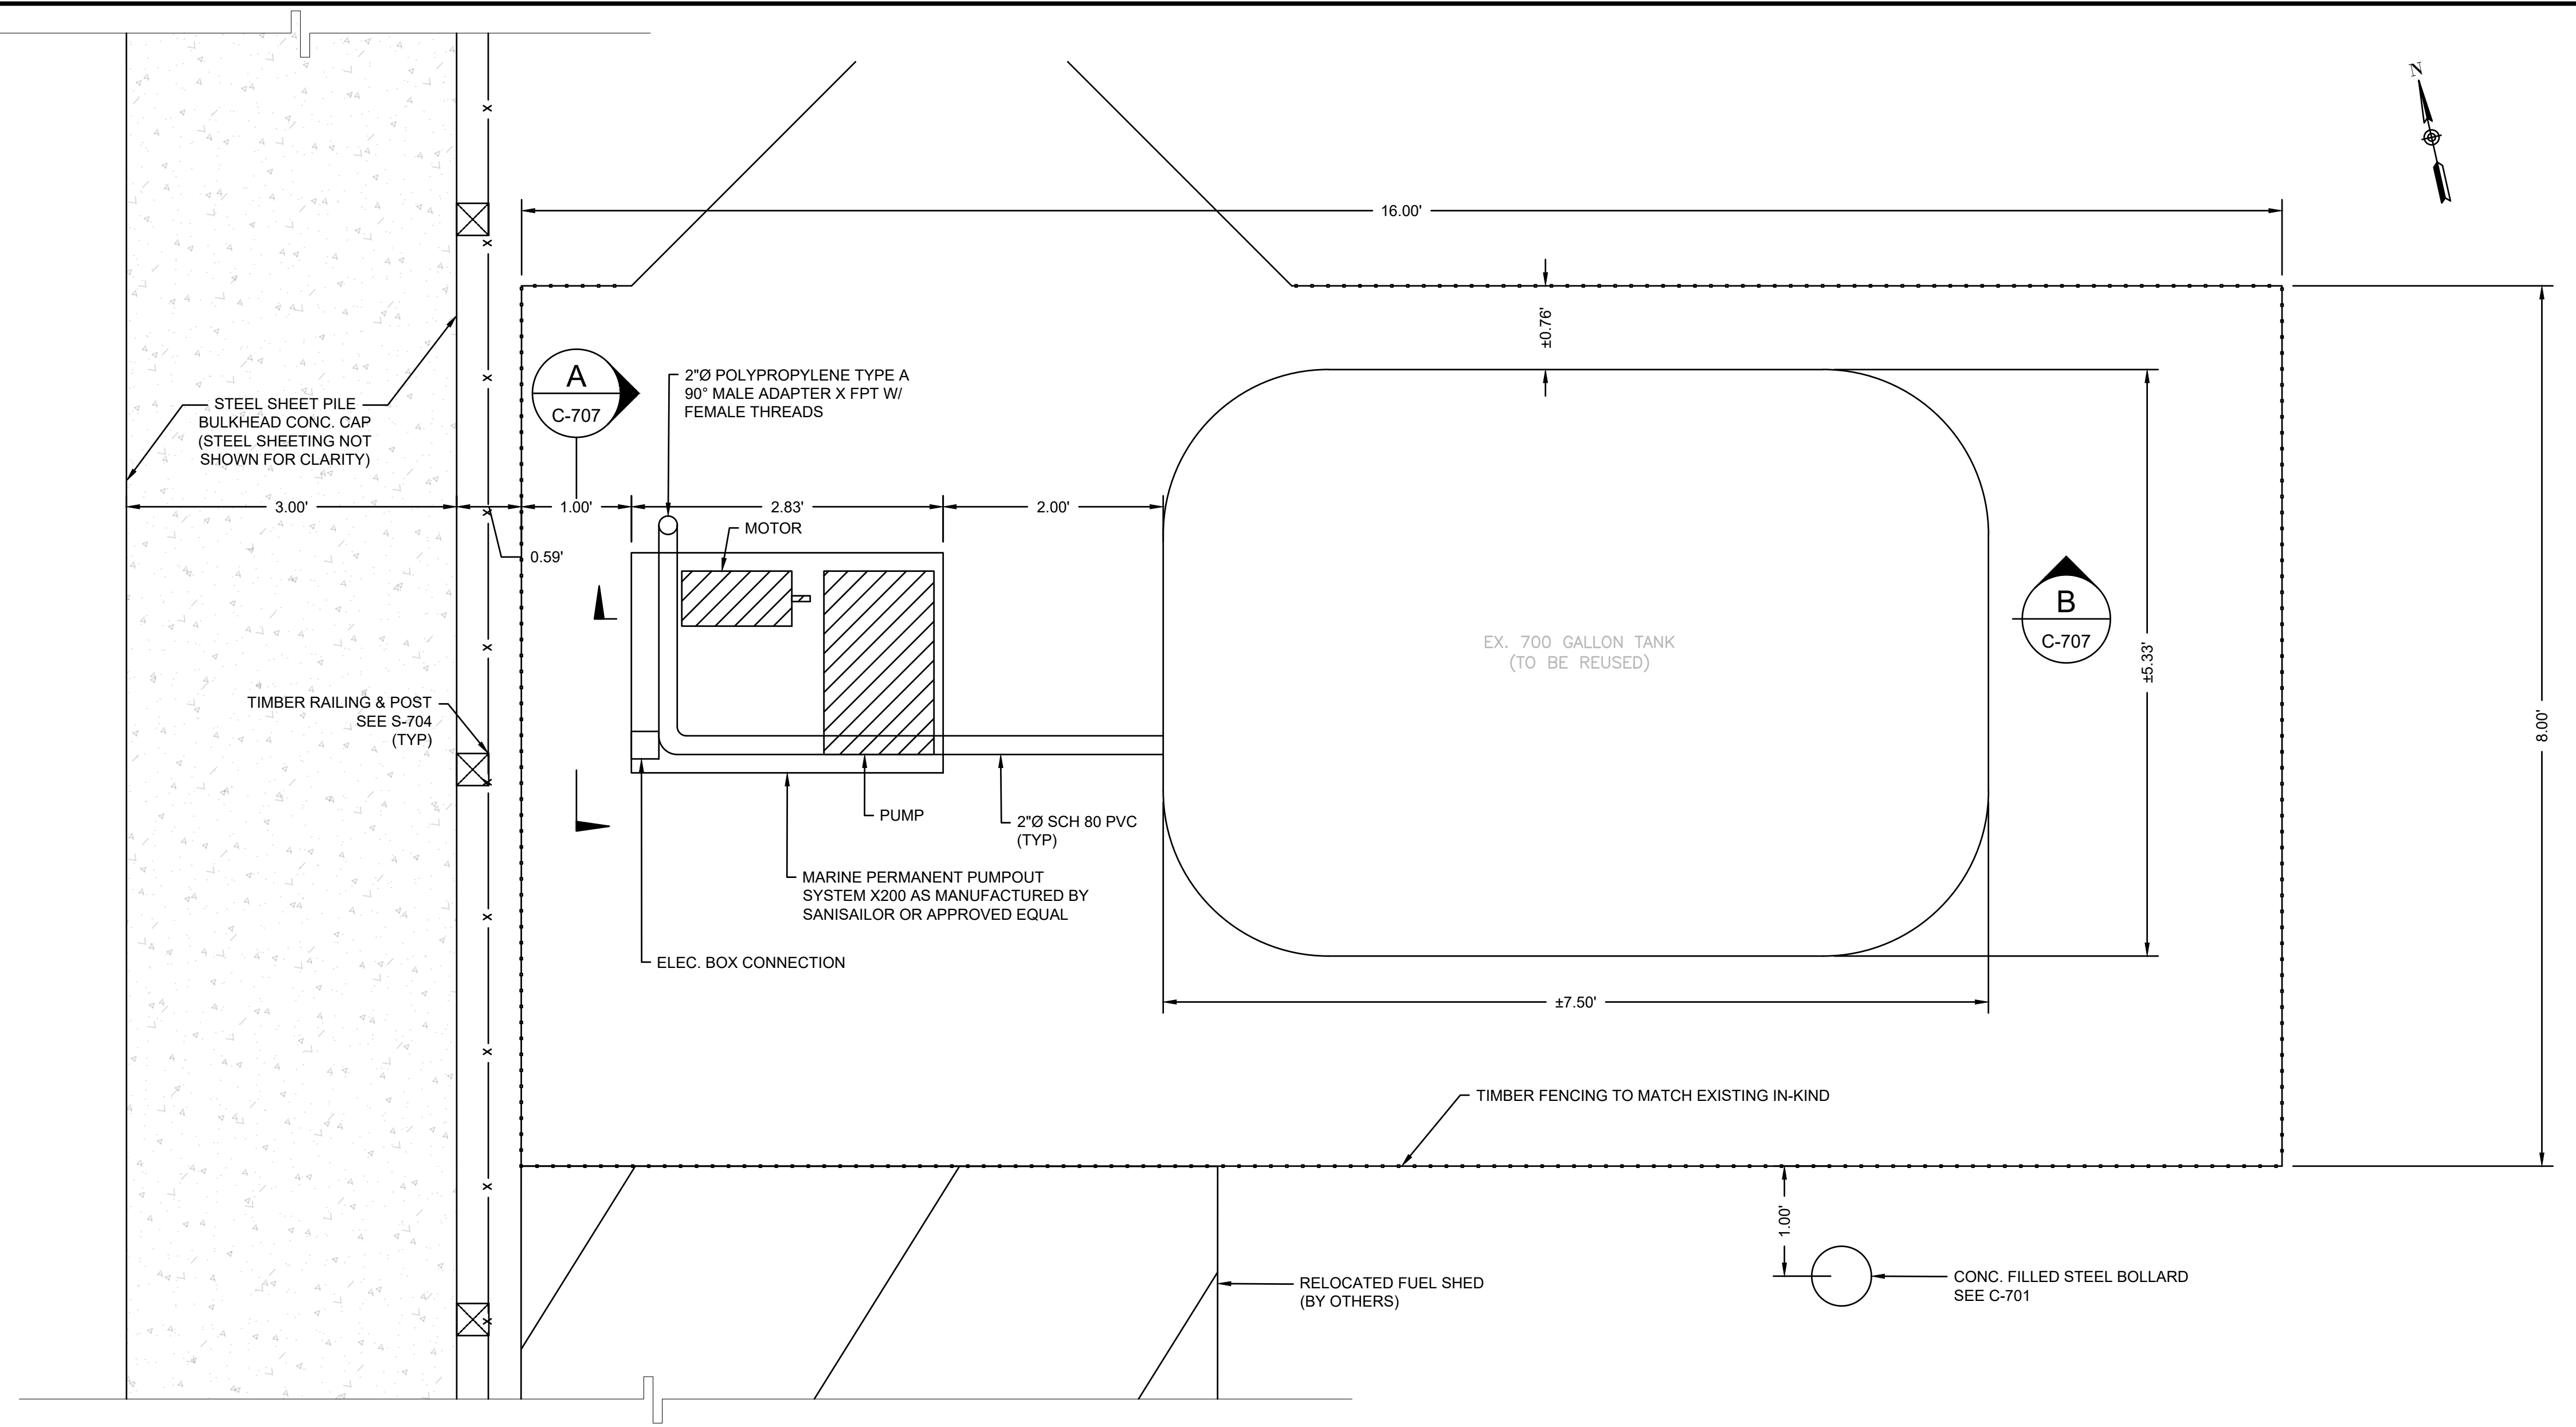 N
16.00'
±0.76'
A
C-707
2"Ø POLYPROPYLENE TYPE A
90° MALE ADAPTER X FPT W/
FEMALE THREADS
STEEL SHEET PILE
BULKHEAD CONC. CAP
(STEEL SHEETING NOT
SHOWN FOR CLARITY)
3.00'
1.00'
2.83'
2.00'
MOTOR
0.59'
EX. 700 GALLON TANK
(TO BE REUSED)
B
C-707
±5.33'
8.00'
TIMBER RAILING & POST
SEE S-704
(TYP)
PUMP
2"Ø SCH 80 PVC
(TYP)
MARINE PERMANENT PUMPOUT
SYSTEM X200 AS MANUFACTURED BY
SANISAILOR OR APPROVED EQUAL
ELEC. BOX CONNECTION
±7.50'
TIMBER FENCING TO MATCH EXISTING IN-KIND
1.00'
RELOCATED FUEL SHED
(BY OTHERS)
CONC. FILLED STEEL BOLLARD
SEE C-701